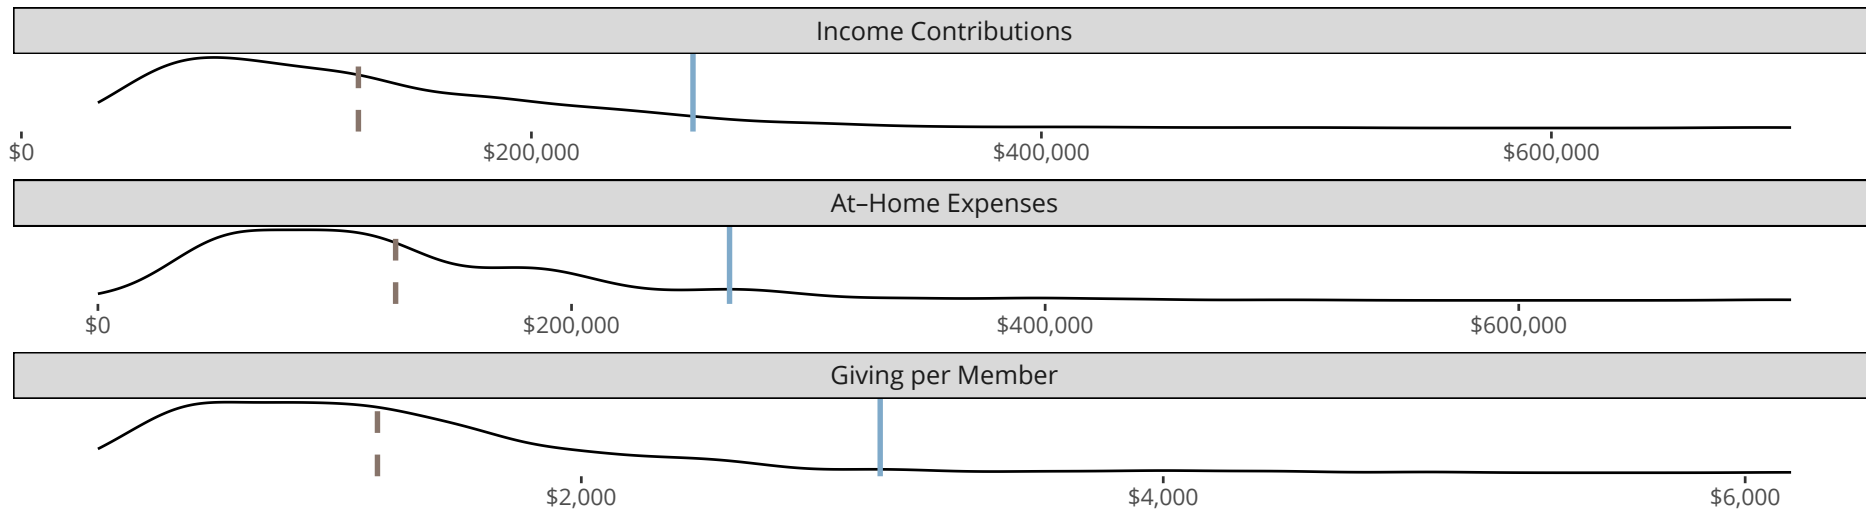 Income Contributions
$0 $200,000 $400,000 $600,000
At–Home Expenses
$0 $200,000 $400,000 $600,000
Giving per Member
$2,000 $4,000 $6,000